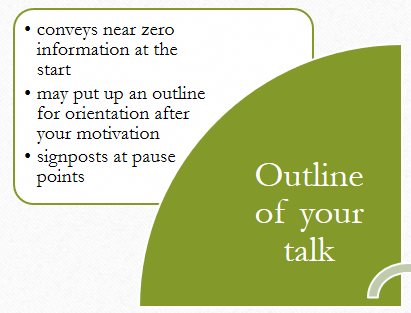 • conveys near zero
information at the
start
• may put up an outline
for orientation after
your motivation
• signposts at pause
points
Outline
of your
talk